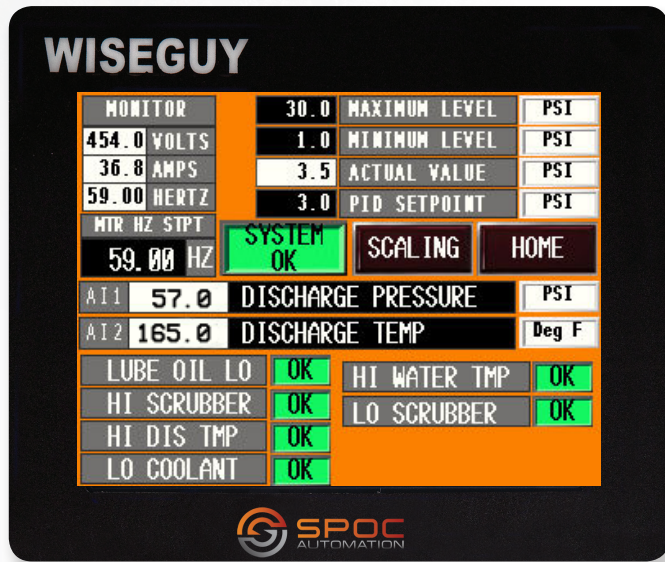 WISEGUY
MONITOR
454.0 VOLTS
36.8 AMPS
59.00 HERTZ
MTR HZ STPT
59.00 HZ
30.0 MAXIMUM LEVEL PSI
1.0 MINIMUM LEVEL PSI
3.5 ACTUAL VALUE PSI
3.0 PID SETPOINT PSI
SYSTEM
OK
SCALING
HOME
AI1 57.0 DISCHARGE PRESSURE PSI
AI2 165.0 DISCHARGE TEMP Deg F
LUBE OIL LO OK
HI SCRUBBER OK
HI DIS TMP OK
LO COOLANT OK
HI WATER TMP OK
LO SCRUBBER OK
SPOC
AUTOMATION